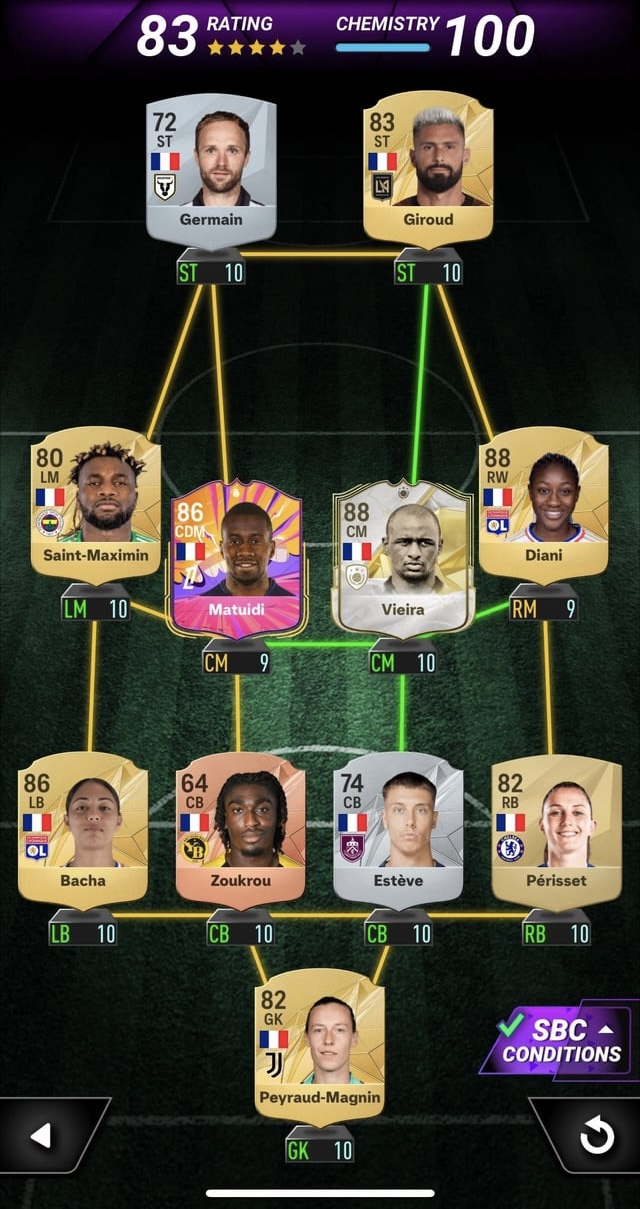 83 RATING CHEMISTRY 100
72
ST
Germain
ST 10
83
ST
LA
Giroud
ST 10
80
LM
Saint-Maximin
LM 10
86
CDM
Matuidi
CM 9
88
CM
Vieira
CM 10
88
RW
OL
Diani
RM 9
86
LB
OL
Bacha
LB 10
64
CB
Zoukrou
CB 10
74
CB
Estève
CB 10
82
RB
Périsset
RB 10
82
GK
Peyraud-Magnin
GK 10
SBC
CONDITIONS